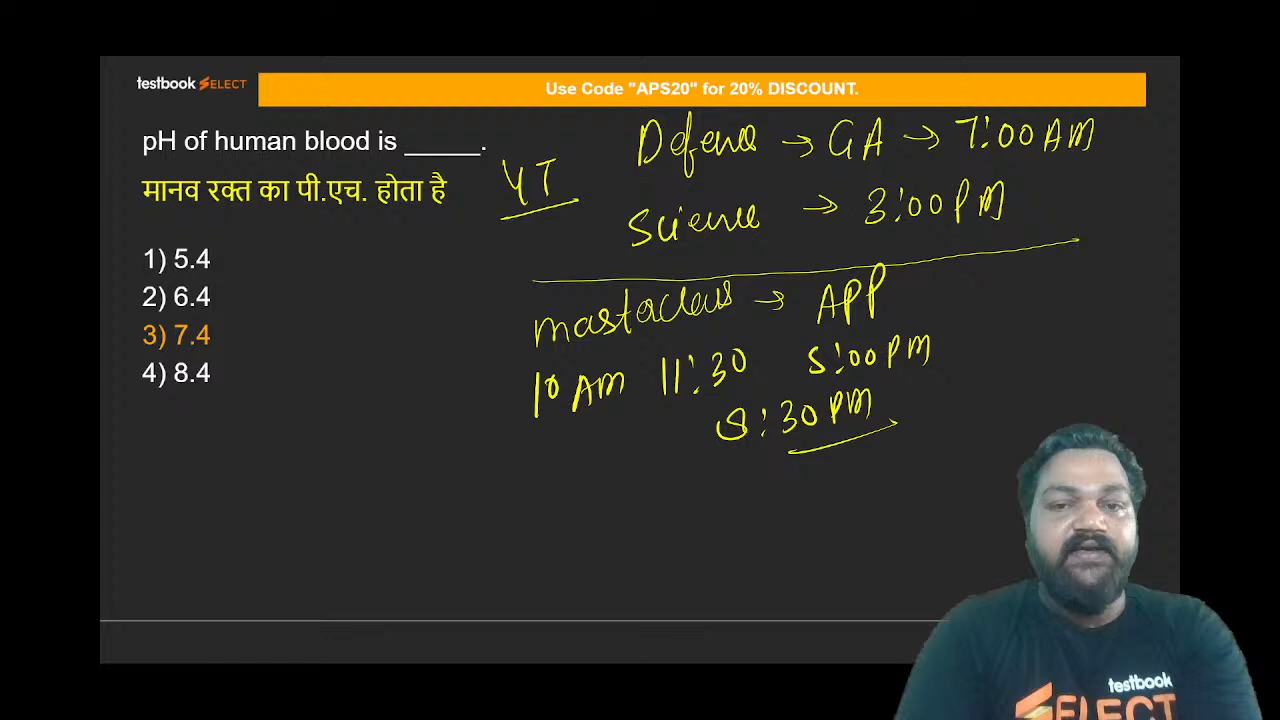 testbook SELECT
Use Code "APS20" for 20% DISCOUNT.
pH of human blood is _____.
मानव रक्त का पी.एच. होता है
1) 5.4
2) 6.4
3) 7.4
4) 8.4
YT
Defence → GA → 7:00 AM
Science → 3:00 PM
mastaclass → APP
10 AM 11:30 5:00 PM
8:30 PM
testbook
SELECT